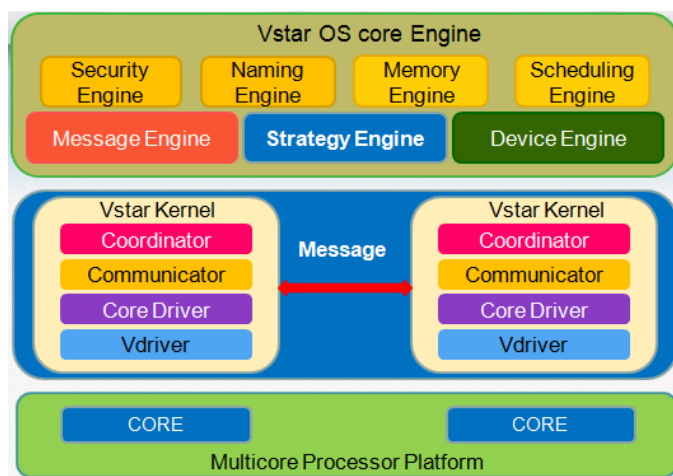 Vstar OS core Engine
Security
Engine
Naming
Engine
Memory
Engine
Scheduling
Engine
Message Engine
Strategy Engine
Device Engine
Vstar Kernel
Coordinator
Communicator
Core Driver
Vdriver
Message
Vstar Kernel
Coordinator
Communicator
Core Driver
Vdriver
CORE
CORE
Multicore Processor Platform